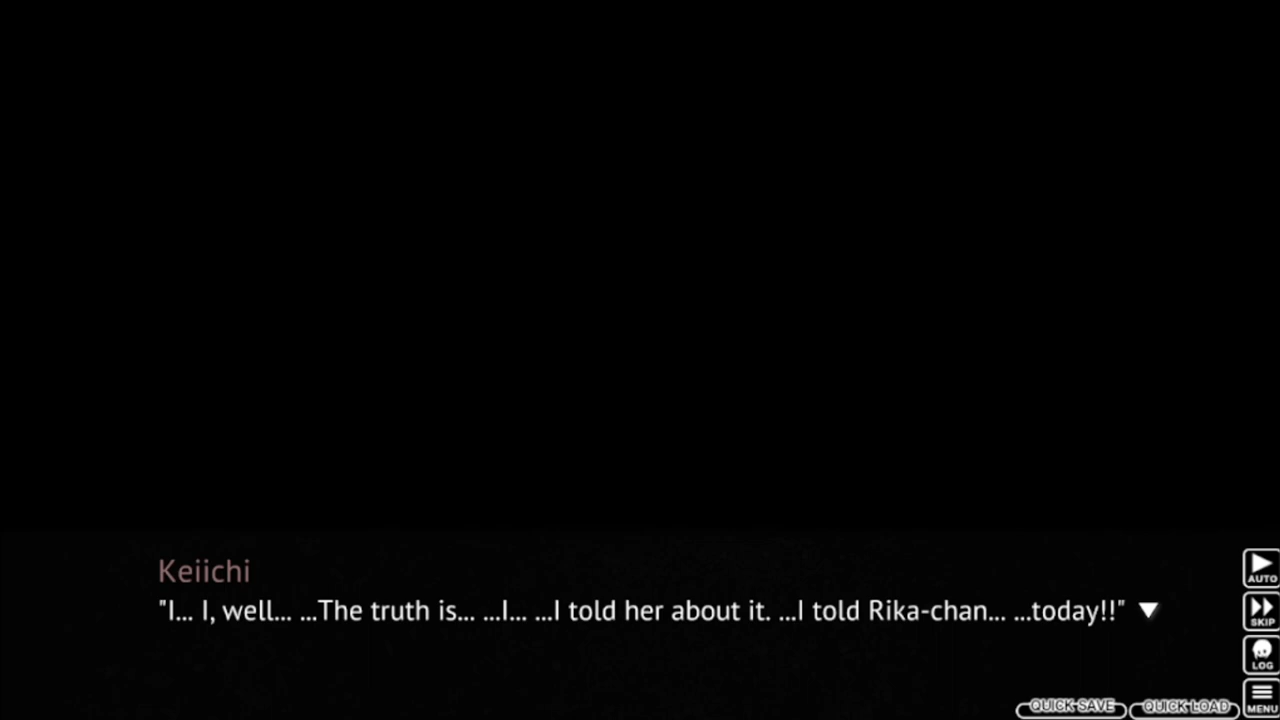 Keiichi
"I... I, well... ...The truth is... ...I... ...I told her about it. ...I told Rika-chan... ...today!!"
AUTO
SKIP
LOG
MENU
QUICK SAVE QUICK LOAD